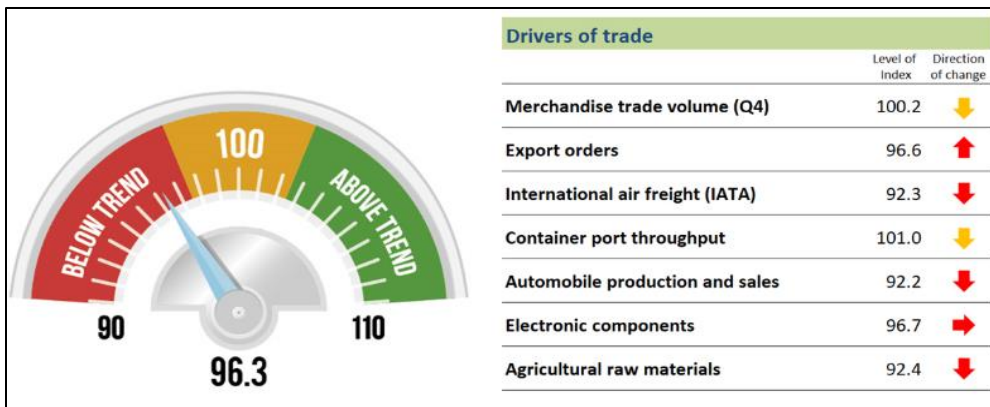 BELOW TREND
100
ABOVE TREND
90
110
96.3
Drivers of trade
Level of Index
Direction of change
Merchandise trade volume (Q4) 100.2
Export orders 96.6
International air freight (IATA) 92.3
Container port throughput 101.0
Automobile production and sales 92.2
Electronic components 96.7
Agricultural raw materials 92.4